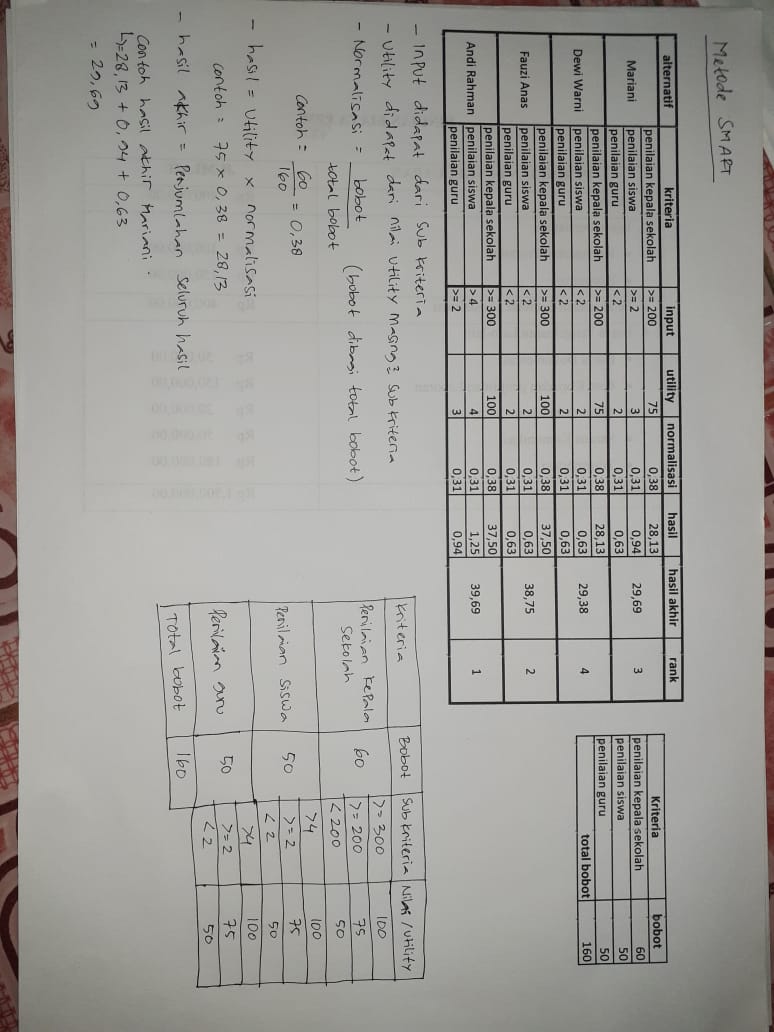 Metode SMART
alternatif kriteria input utility normalisasi hasil hasil akhir rank
Mariani penilaian kepala sekolah >= 200 75 0,38 28,13 29,69 3
penilaian siswa >= 2 3 0,31 0,94
penilaian guru < 2 2 0,31 0,63
Dewi Warni penilaian kepala sekolah >= 200 75 0,38 28,13 29,38 4
penilaian siswa < 2 2 0,31 0,63
penilaian guru < 2 2 0,31 0,63
Fauzi Anas penilaian kepala sekolah >= 300 100 0,38 37,50 38,75 2
penilaian siswa < 2 2 0,31 0,63
penilaian guru < 2 2 0,31 0,63
Andi Rahman penilaian kepala sekolah >= 300 100 0,38 37,50 39,69 1
penilaian siswa > 4 4 0,31 1,25
penilaian guru >= 2 3 0,31 0,94
Kriteria bobot
penilaian kepala sekolah 60
penilaian siswa 50
penilaian guru 50
total bobot 160
- Input didapat dari Sub kriteria
- Utility didapat dari nilai utility masing2 Sub kriteria
- Normalisasi = bobot (bobot dibagi total bobot)
total bobot
Contoh = 60 = 0,38
160
- hasil = Utility x normalisasi
contoh = 75 x 0,38 = 28,13
- hasil akhir = Penjumlahan Seluruh hasil
Contoh hasil akhir Mariani :
↳ = 28,13 + 0,94 + 0,63
= 29,69
Kriteria Bobot Sub kriteria Nilai /Utility
Penilaian kepala 60 >= 300 100
Sekolah >= 200 75
< 200 50
Penilaian Siswa 50 >4 100
>= 2 75
< 2 50
Penilaian guru 50 >4 100
>= 2 75
< 2 50
Total bobot 160